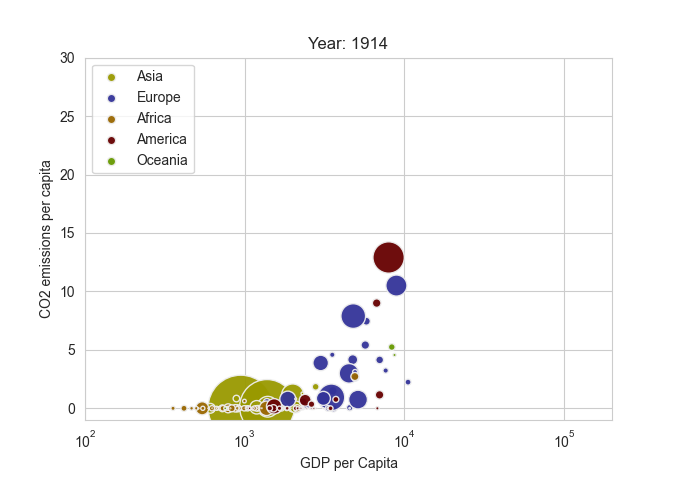 Year: 1914
30
25
20
15
10
5
0
CO2 emissions per capita
Asia
Europe
Africa
America
Oceania
10²
10³
10⁴
10⁵
GDP per Capita